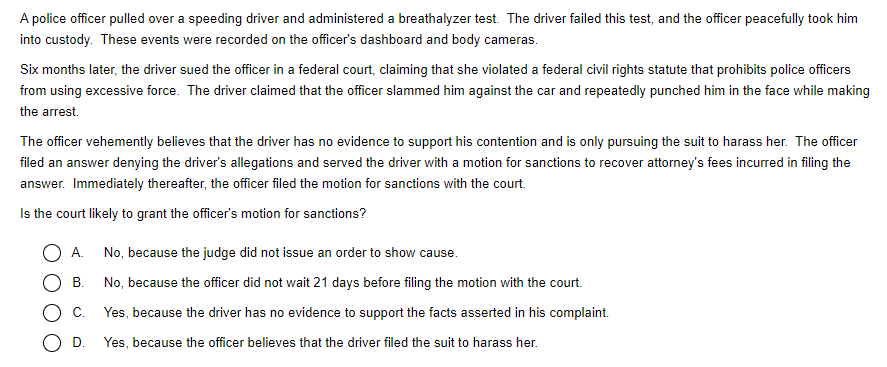 A police officer pulled over a speeding driver and administered a breathalyzer test. The driver failed this test, and the officer peacefully took him
into custody. These events were recorded on the officer's dashboard and body cameras.
Six months later, the driver sued the officer in a federal court, claiming that she violated a federal civil rights statute that prohibits police officers
from using excessive force. The driver claimed that the officer slammed him against the car and repeatedly punched him in the face while making
the arrest.
The officer vehemently believes that the driver has no evidence to support his contention and is only pursuing the suit to harass her. The officer
filed an answer denying the driver's allegations and served the driver with a motion for sanctions to recover attorney's fees incurred in filing the
answer. Immediately thereafter, the officer filed the motion for sanctions with the court.
Is the court likely to grant the officer's motion for sanctions?
A. No, because the judge did not issue an order to show cause.
B. No, because the officer did not wait 21 days before filing the motion with the court.
C. Yes, because the driver has no evidence to support the facts asserted in his complaint.
D. Yes, because the officer believes that the driver filed the suit to harass her.